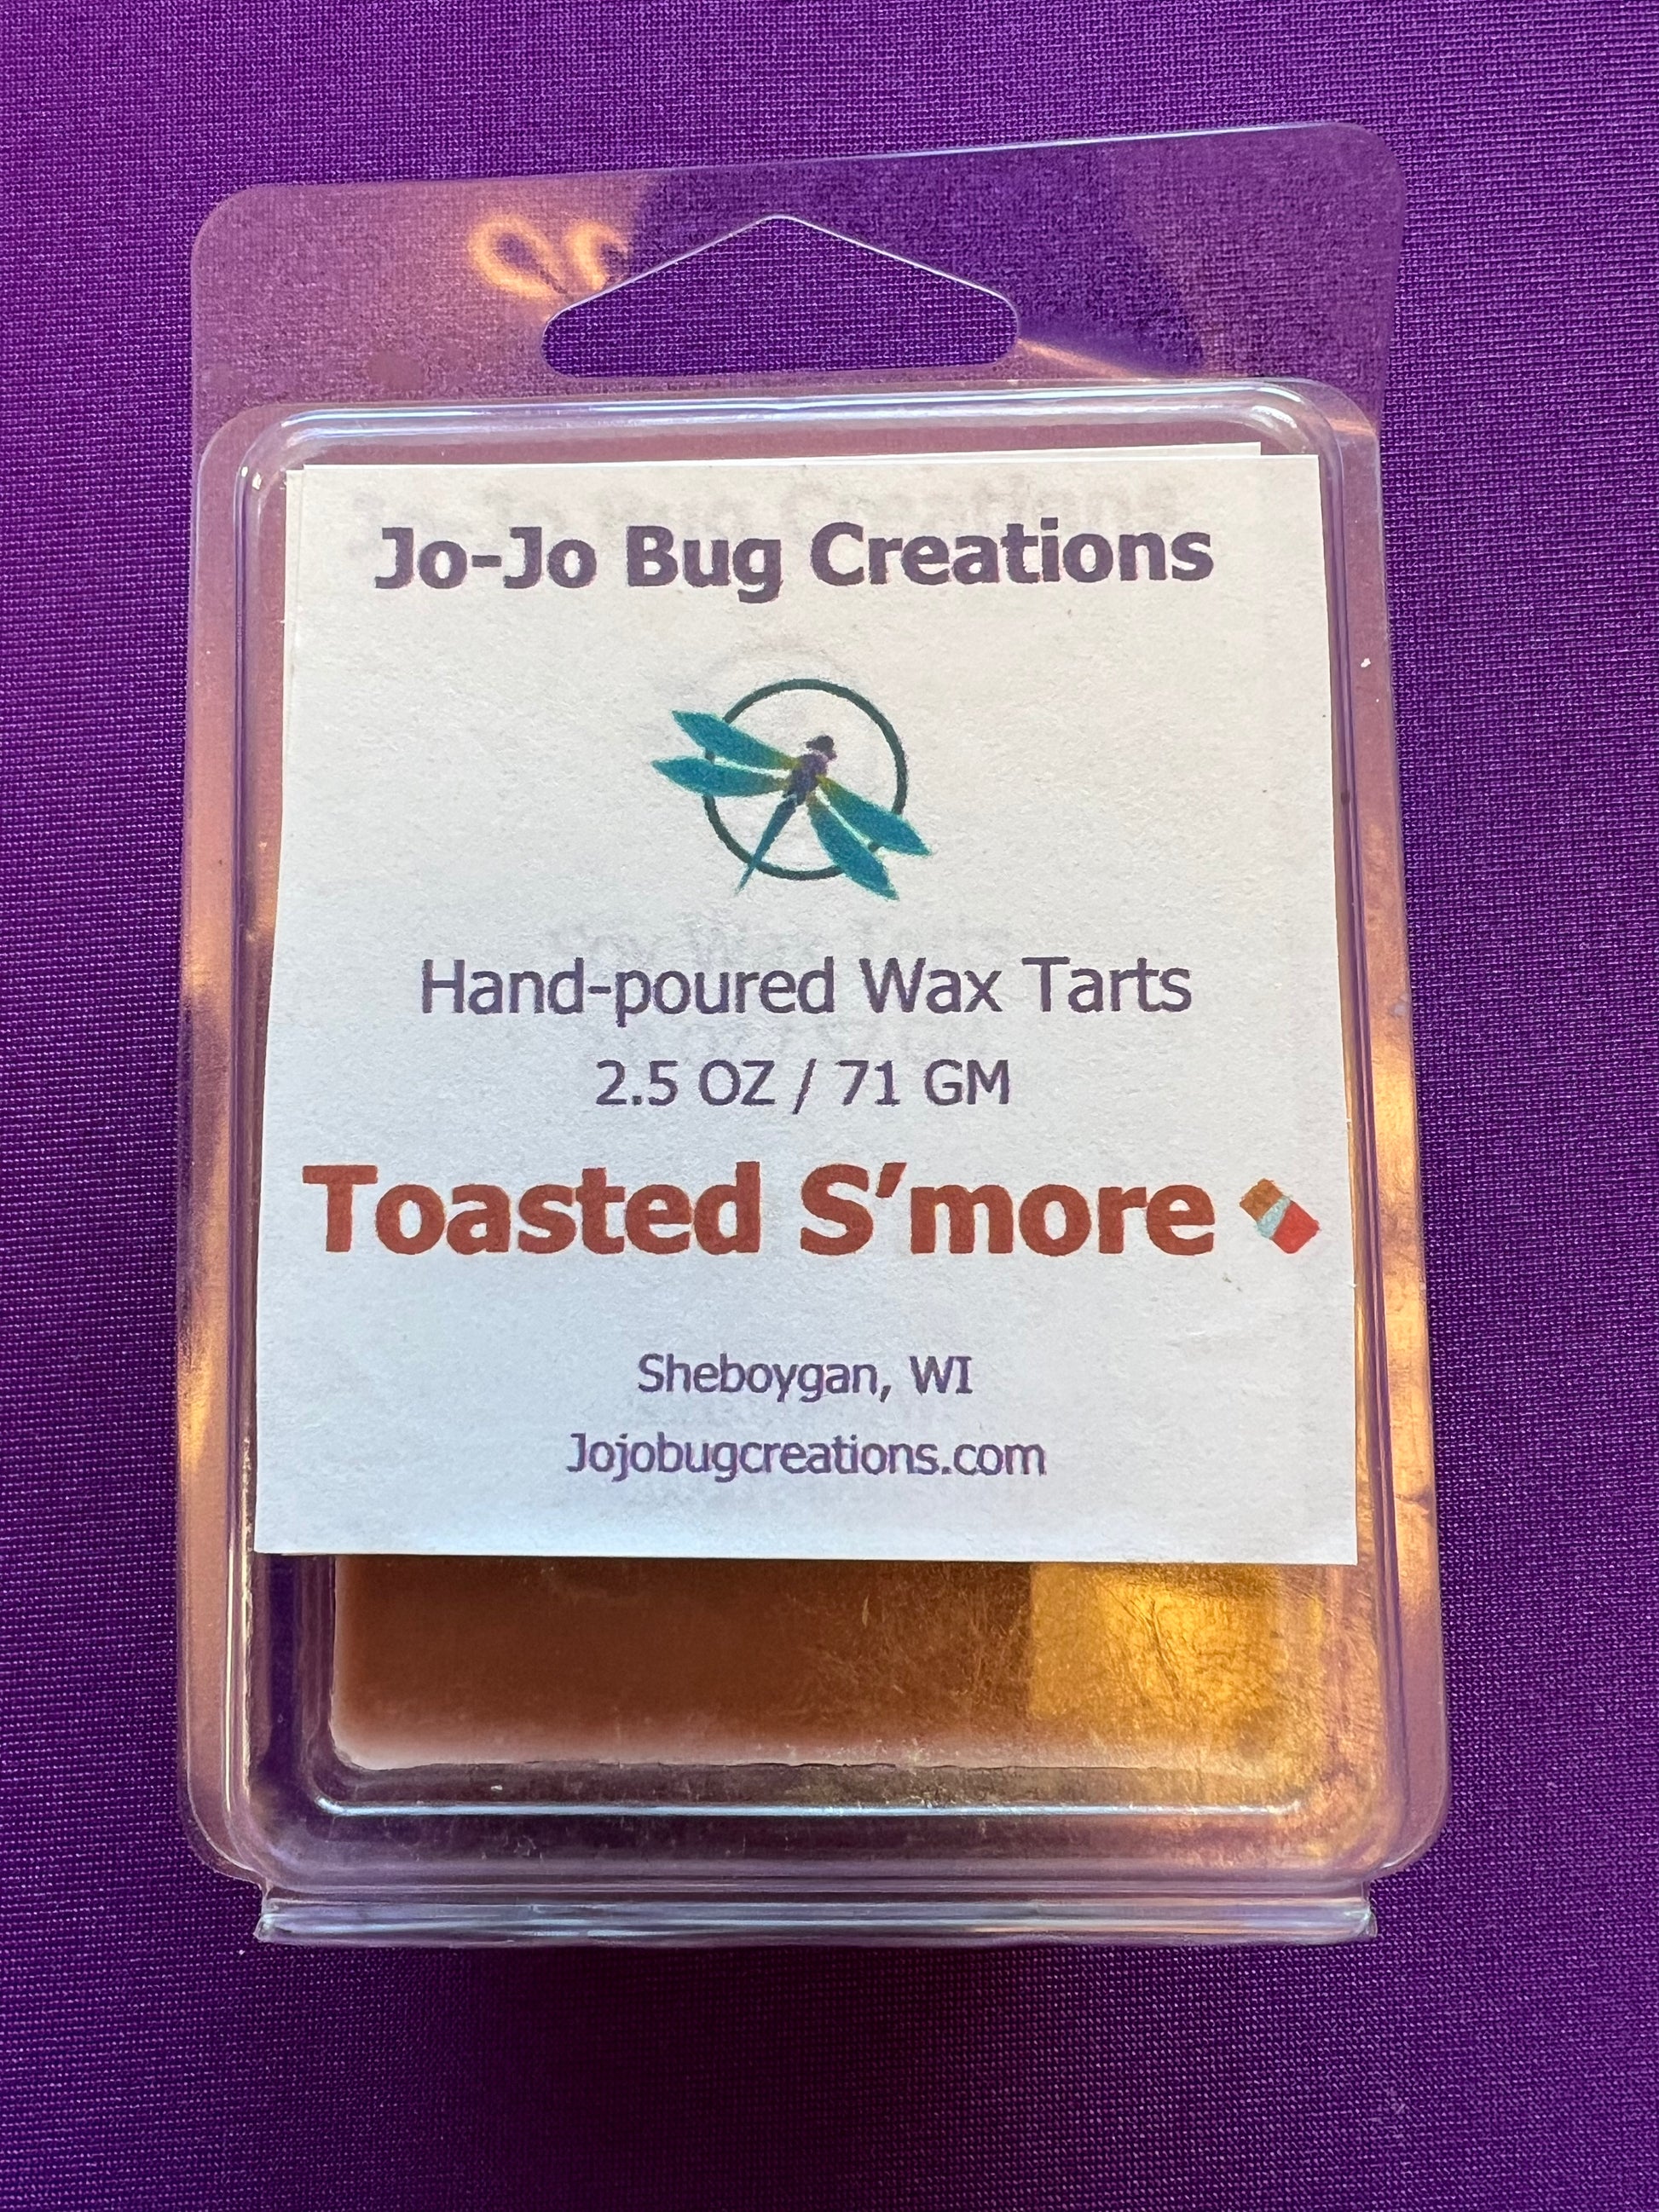 Jo-Jo Bug Creations
Hand-poured Wax Tarts
2.5 OZ / 71 GM
Toasted S’more
Sheboygan, WI
Jojobugcreations.com